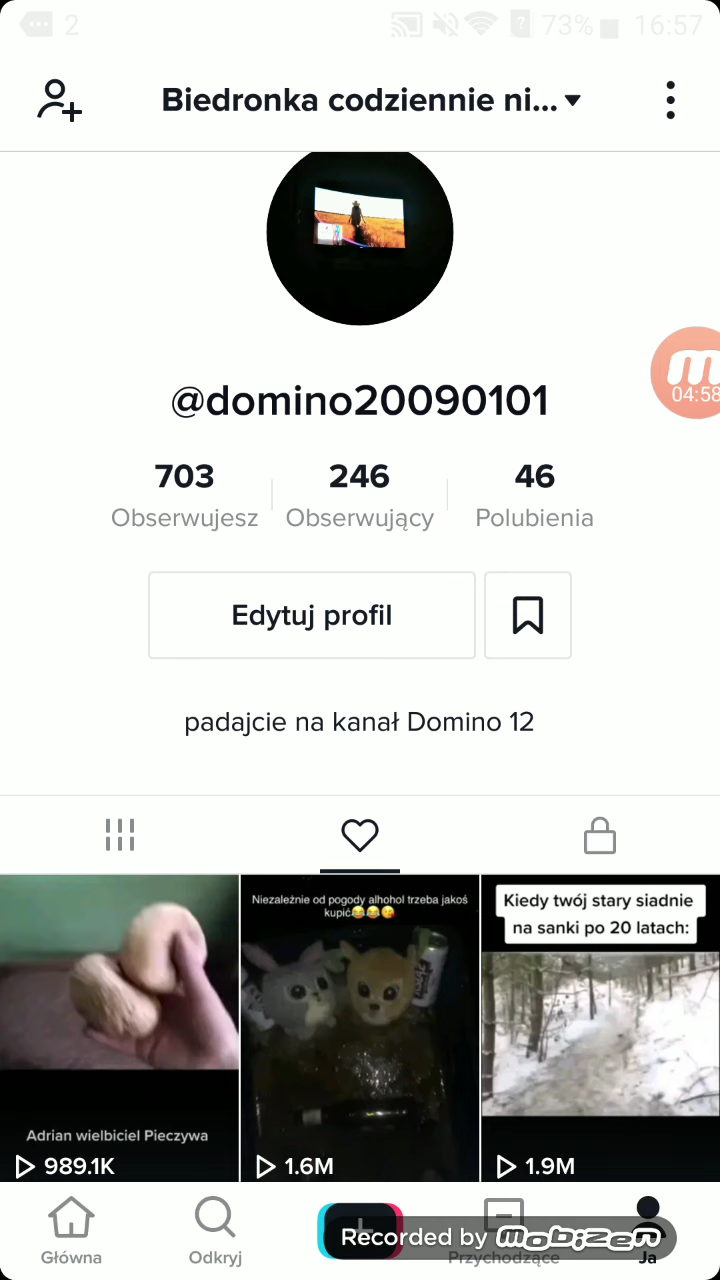 2
73%
16:57
Biedronka codziennie ni...
04:58
@domino20090101
703
Obserwujesz
246
Obserwujący
46
Polubienia
Edytuj profil
padajcie na kanał Domino 12
Adrian wielbiciel Pieczywa
989.1K
Niezależnie od pogody alhohol trzeba jakoś
kupić😂😂😘
1.6M
Kiedy twój stary siadnie
na sanki po 20 latach:
1.9M
Główna
Odkryj
Przychodzące
Ja
Recorded by mobizen